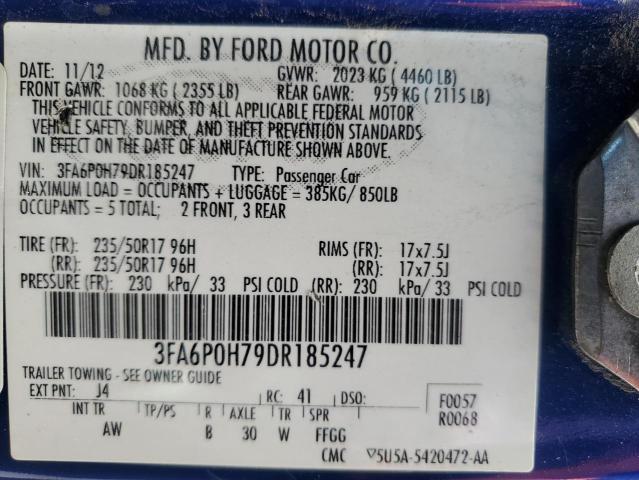 MFD. BY FORD MOTOR CO.
DATE: 11/12 GVWR: 2023 KG ( 4460 LB)
FRONT GAWR: 1068 KG ( 2355 LB) REAR GAWR: 959 KG ( 2115 LB)
THIS VEHICLE CONFORMS TO ALL APPLICABLE FEDERAL MOTOR
VEHICLE SAFETY, BUMPER, AND THEFT PREVENTION STANDARDS
IN EFFECT ON THE DATE OF MANUFACTURE SHOWN ABOVE.
VIN: 3FA6P0H79DR185247 TYPE: Passenger Car
MAXIMUM LOAD = OCCUPANTS + LUGGAGE = 385KG/ 850LB
OCCUPANTS = 5 TOTAL: 2 FRONT, 3 REAR
TIRE (FR): 235/50R17 96H RIMS (FR): 17x7.5J
(RR): 235/50R17 96H (RR): 17x7.5J
PRESSURE (FR): 230 kPa/ 33 PSI COLD (RR): 230 kPa/ 33 PSI COLD
3FA6P0H79DR185247
TRAILER TOWING - SEE OWNER GUIDE
EXT PNT: J4 RC: 41 DSO: F0057
INT TR TP/PS R AXLE TR SPR R0068
AW B 30 W FFGG
CMC ▽5U5A-5420472-AA